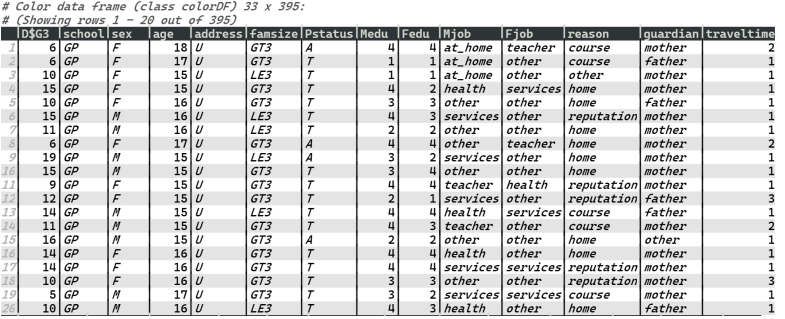 # Color data frame (class colorDF) 33 x 395:
# (Showing rows 1 - 20 out of 395)
|D$G3|school|sex|age|address|famsize|Pstatus|Medu|Fedu|Mjob|Fjob|reason|guardian|traveltime
1| 6|GP|F|18|U|GT3|A|4|4|at_home|teacher|course|mother|2
2| 6|GP|F|17|U|GT3|T|1|1|at_home|other|course|father|1
3| 10|GP|F|15|U|LE3|T|1|1|at_home|other|other|mother|1
4| 15|GP|F|15|U|GT3|T|4|2|health|services|home|mother|1
5| 10|GP|F|16|U|GT3|T|3|3|other|other|home|father|1
6| 15|GP|M|16|U|LE3|T|4|3|services|other|reputation|mother|1
7| 11|GP|M|16|U|LE3|T|2|2|other|other|home|mother|1
8| 6|GP|F|17|U|GT3|A|4|4|other|teacher|home|mother|2
9| 19|GP|M|15|U|LE3|A|3|2|services|other|home|mother|1
10| 15|GP|M|15|U|GT3|T|3|4|other|other|home|mother|1
11| 9|GP|F|15|U|GT3|T|4|4|teacher|health|reputation|mother|1
12| 12|GP|F|15|U|GT3|T|2|1|services|other|reputation|father|3
13| 14|GP|M|15|U|LE3|T|4|4|health|services|course|father|1
14| 11|GP|M|15|U|GT3|T|4|3|teacher|other|course|mother|2
15| 16|GP|M|15|U|GT3|A|2|2|other|other|home|other|1
16| 14|GP|F|16|U|GT3|T|4|4|health|other|home|mother|1
17| 14|GP|F|16|U|GT3|T|4|4|services|services|reputation|mother|1
18| 10|GP|F|16|U|GT3|T|3|3|other|other|reputation|mother|3
19| 5|GP|M|17|U|GT3|T|3|2|services|services|course|mother|1
20| 10|GP|M|16|U|LE3|T|4|3|health|other|home|father|1